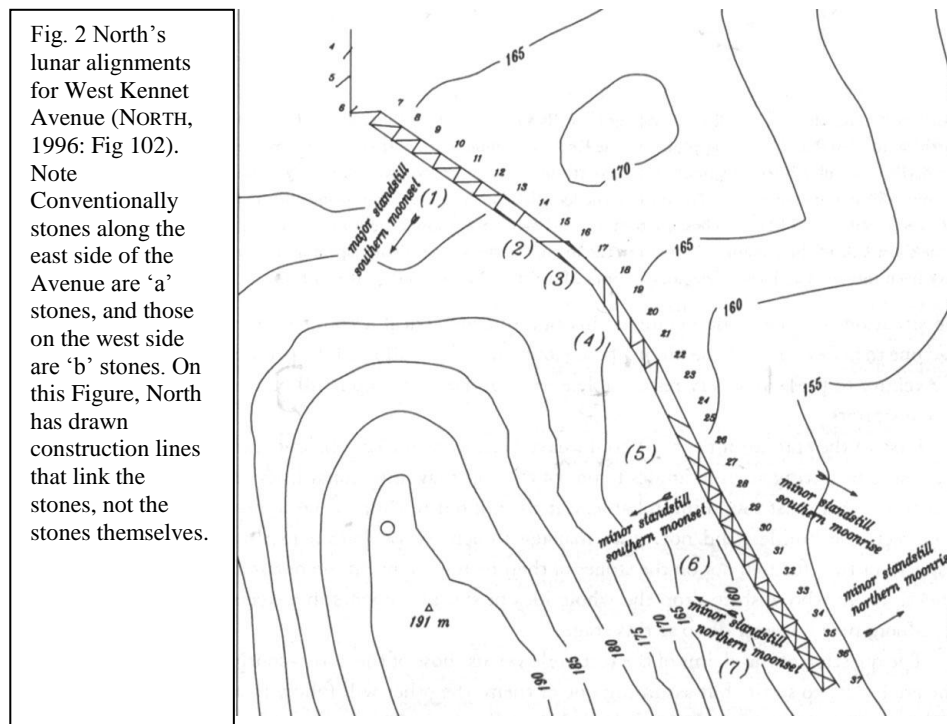 Fig. 2 North's
lunar alignments
for West Kennet
Avenue (NORTH,
1996: Fig 102).
Note
Conventionally
stones along the
east side of the
Avenue are 'a'
stones, and those
on the west side
are 'b' stones. On
this Figure, North
has drawn
construction lines
that link the
stones, not the
stones themselves.
4
5
6
7
8
9
10
11
12
13
14
15
16
17
18
19
20
21
22
23
24
25
26
27
28
29
30
31
32
33
34
35
36
37
165
170
165
160
155
(1)
major standstill
southern moonset
(2)
(3)
(4)
(5)
minor standstill
southern moonset
minor standstill
southern moonrise
(6)
minor standstill
northern moonrise
minor standstill
northern moonset
(7)
160
165
170
175
180
185
190
191 m